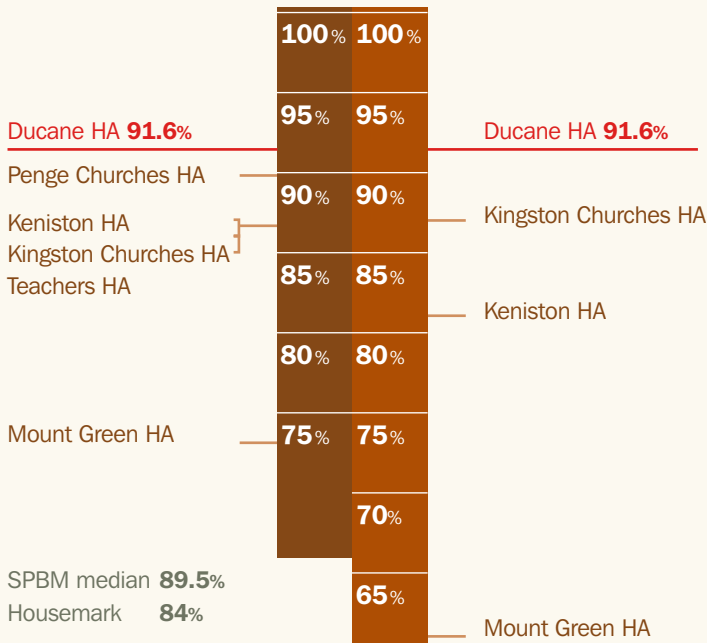 100% 100%
95% 95%
Ducane HA 91.6%
Ducane HA 91.6%
Penge Churches HA
90% 90%
Keniston HA
Kingston Churches HA
Kingston Churches HA
Teachers HA
85% 85%
Keniston HA
80% 80%
Mount Green HA
75% 75%
70%
SPBM median 89.5%
Housemark 84%
65%
Mount Green HA